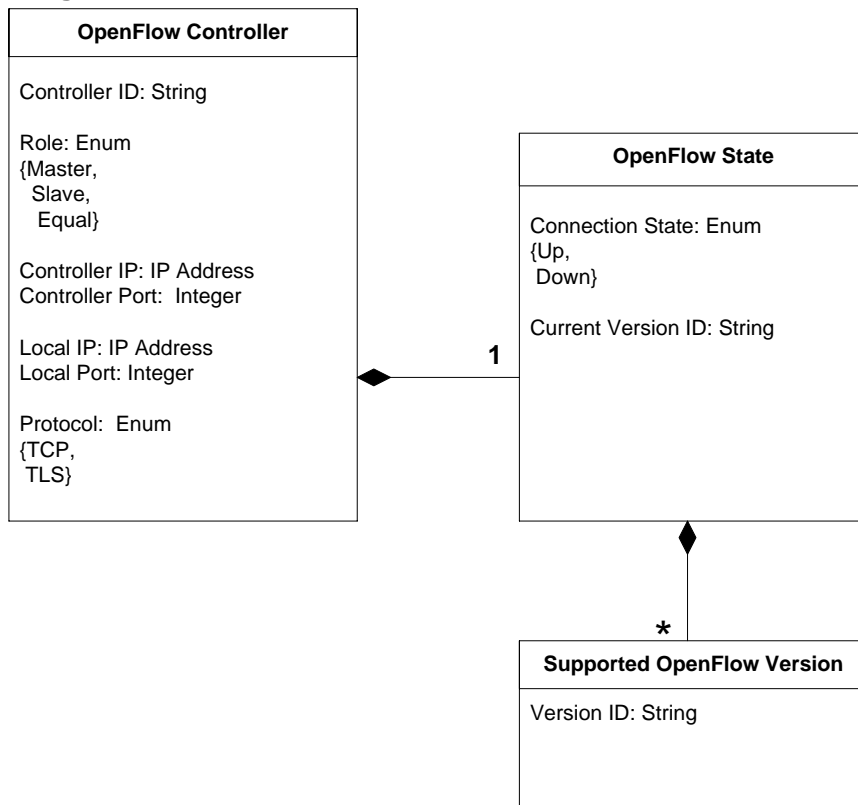 OpenFlow Controller
Controller ID: String
Role: Enum
{Master,
Slave,
Equal}
Controller IP: IP Address
Controller Port:  Integer
Local IP: IP Address
Local Port: Integer
Protocol:  Enum
{TCP,
TLS}
1
OpenFlow State
Connection State: Enum
{Up,
Down}
Current Version ID: String
*
Supported OpenFlow Version
Version ID: String